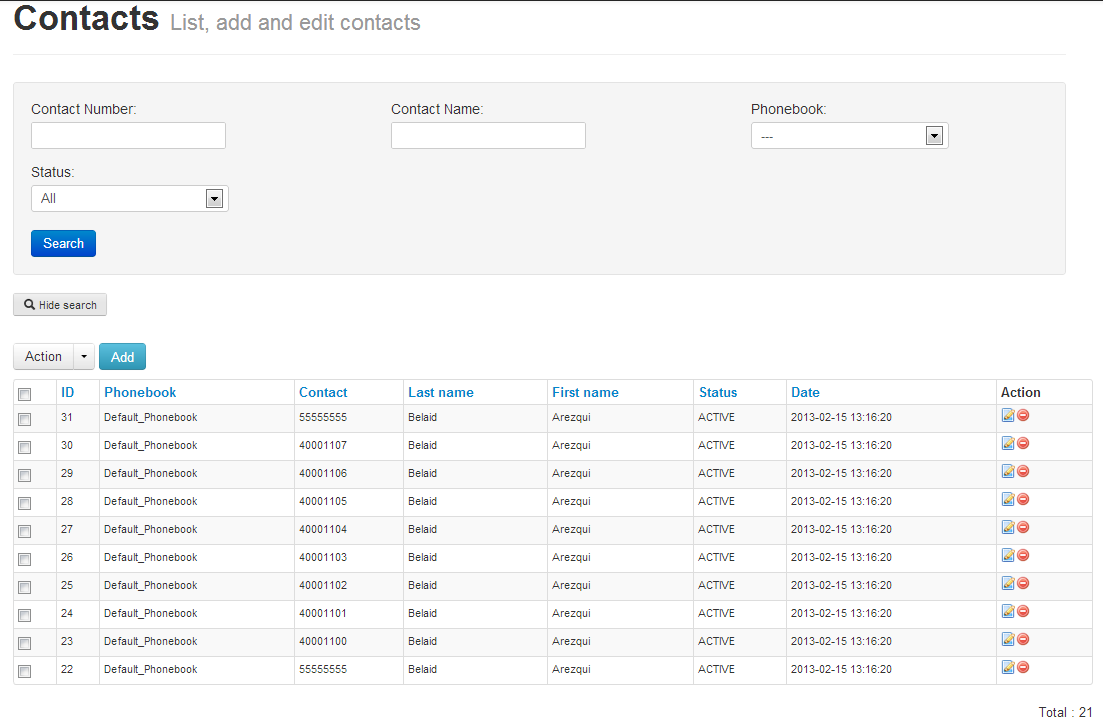 Contacts List, add and edit contacts
Contact Number: Contact Name: Phonebook:
---
Status:
All
Search
Hide search
Action Add
ID Phonebook Contact Last name First name Status Date Action
31 Default_Phonebook 55555555 Belaid Arezqui ACTIVE 2013-02-15 13:16:20
30 Default_Phonebook 40001107 Belaid Arezqui ACTIVE 2013-02-15 13:16:20
29 Default_Phonebook 40001106 Belaid Arezqui ACTIVE 2013-02-15 13:16:20
28 Default_Phonebook 40001105 Belaid Arezqui ACTIVE 2013-02-15 13:16:20
27 Default_Phonebook 40001104 Belaid Arezqui ACTIVE 2013-02-15 13:16:20
26 Default_Phonebook 40001103 Belaid Arezqui ACTIVE 2013-02-15 13:16:20
25 Default_Phonebook 40001102 Belaid Arezqui ACTIVE 2013-02-15 13:16:20
24 Default_Phonebook 40001101 Belaid Arezqui ACTIVE 2013-02-15 13:16:20
23 Default_Phonebook 40001100 Belaid Arezqui ACTIVE 2013-02-15 13:16:20
22 Default_Phonebook 55555555 Belaid Arezqui ACTIVE 2013-02-15 13:16:20
Total : 21